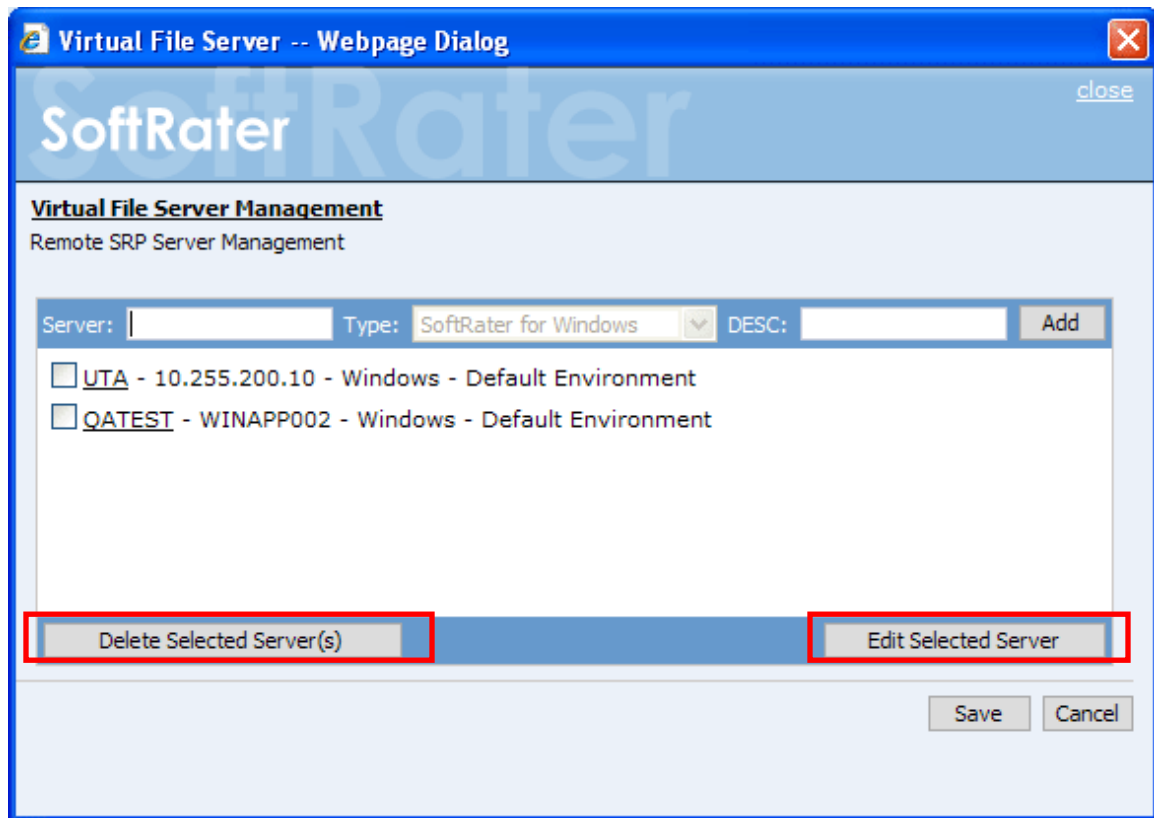 Virtual File Server -- Webpage Dialog
SoftRater
close
SoftRater
Virtual File Server Management
Remote SRP Server Management
Server: Type: SoftRater for Windows DESC: Add
UTA - 10.255.200.10 - Windows - Default Environment
QATEST - WINAPP002 - Windows - Default Environment
Delete Selected Server(s) Edit Selected Server
Save Cancel